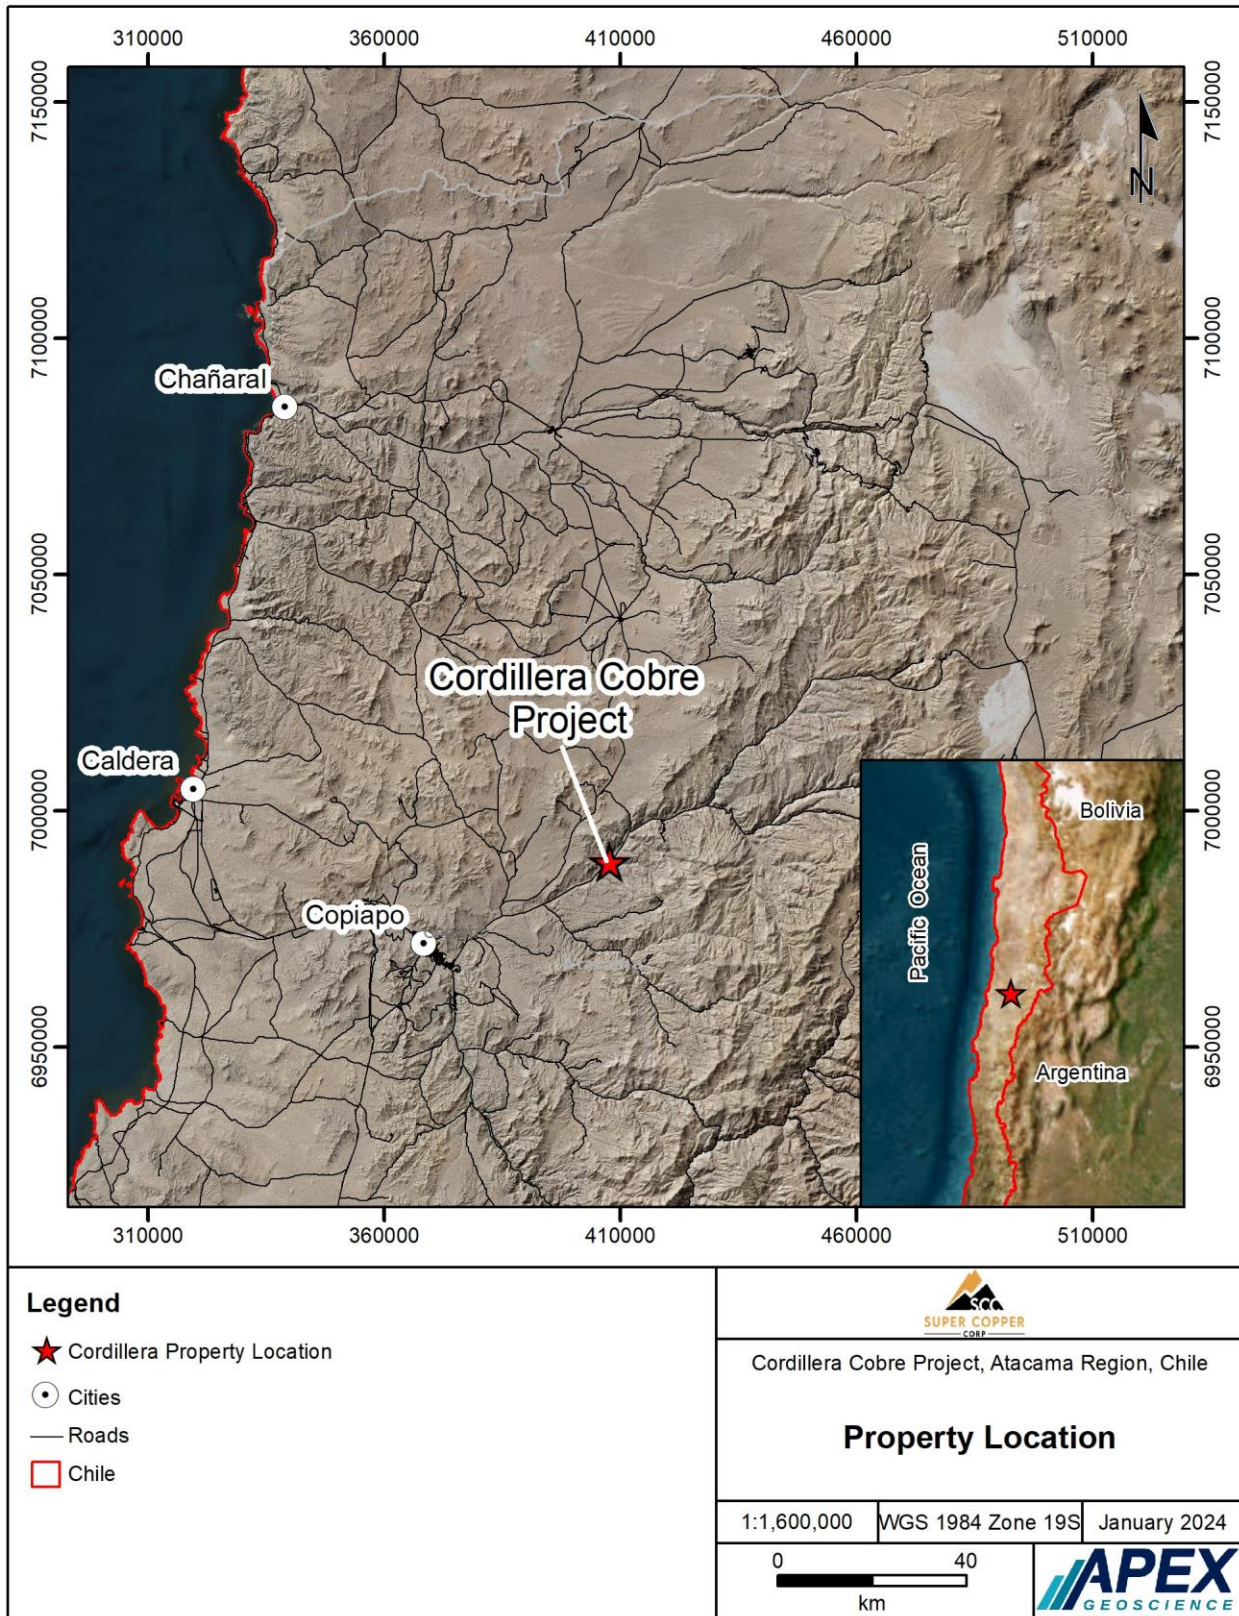 310000 360000 410000 460000 510000
7150000
7150000
N
7100000
7100000
Chañaral
7050000
7050000
Cordillera Cobre
Project
Caldera
7000000
7000000
Bolivia
Pacific Ocean
Copiapo
6950000
6950000
Argentina
310000 360000 410000 460000 510000
Legend
Cordillera Property Location
Cities
Roads
Chile
SCC
SUPER COPPER
CORP
Cordillera Cobre Project, Atacama Region, Chile
Property Location
1:1,600,000 WGS 1984 Zone 19S January 2024
0 40
km
APEX
GEOSCIENCE